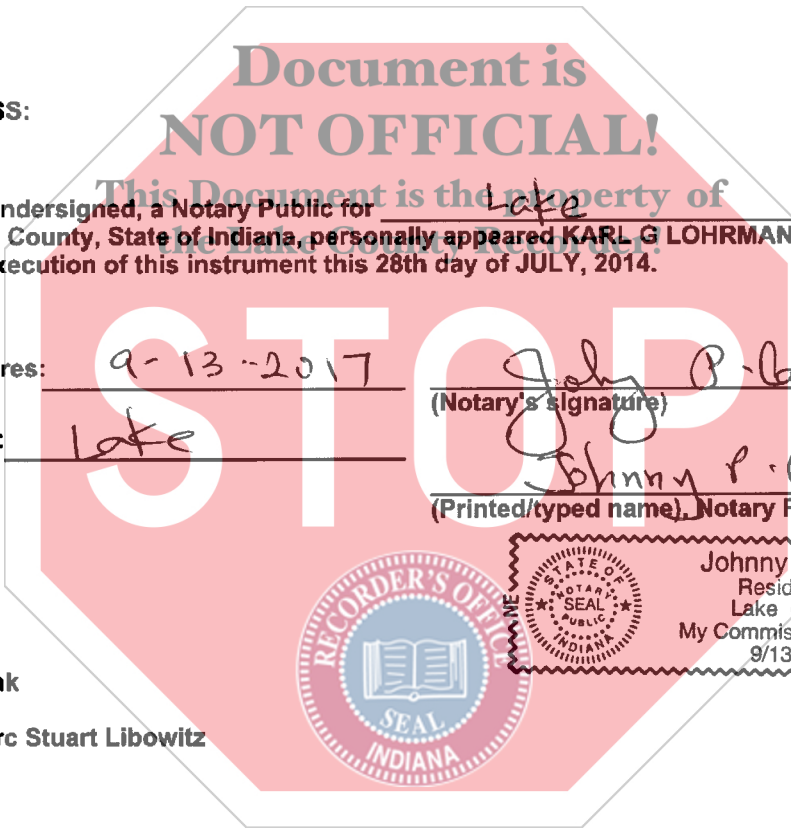 Document is
NOT OFFICIAL!
This Document is the property of
the Lake County Recorder!
SS:
ndersigned, a Notary Public for Lake
County, State of Indiana, personally appeared KARL G LOHRMAN
xecution of this instrument this 28th day of JULY, 2014.
STOP
res: 9-13-2017
(Notary's signature)
: Lake
Johnny P.
(Printed/typed name), Notary P
STATE OF INDIANA
NOTARY PUBLIC
SEAL
Johnny
Resid
Lake
My Commis
9/13
NE
RECORDER'S OFFICE
SEAL
INDIANA
rc Stuart Libowitz